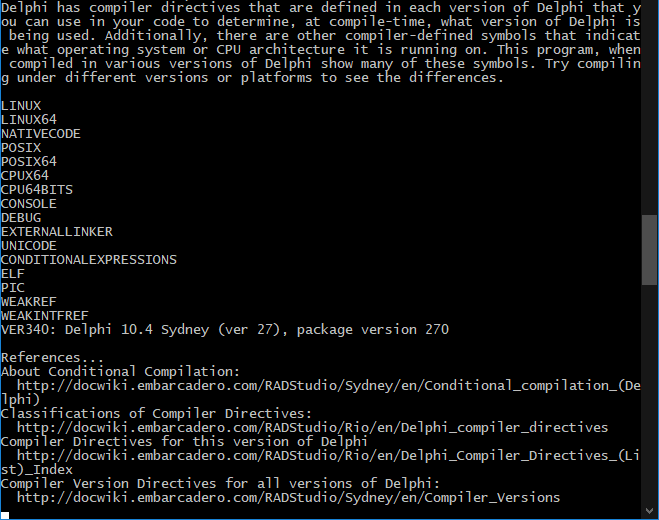 Delphi has compiler directives that are defined in each version of Delphi that y
ou can use in your code to determine, at compile-time, what version of Delphi is
 being used. Additionally, there are other compiler-defined symbols that indicat
e what operating system or CPU architecture it is running on. This program, when
 compiled in various versions of Delphi show many of these symbols. Try compilin
g under different versions or platforms to see the differences.

LINUX
LINUX64
NATIVECODE
POSIX
POSIX64
CPUX64
CPU64BITS
CONSOLE
DEBUG
EXTERNALLINKER
UNICODE
CONDITIONALEXPRESSIONS
ELF
PIC
WEAKREF
WEAKINTFREF
VER340: Delphi 10.4 Sydney (ver 27), package version 270

References...
About Conditional Compilation:
  http://docwiki.embarcadero.com/RADStudio/Sydney/en/Conditional_compilation_(De
lphi)
Classifications of Compiler Directives:
  http://docwiki.embarcadero.com/RADStudio/Rio/en/Delphi_compiler_directives
Compiler Directives for this version of Delphi
  http://docwiki.embarcadero.com/RADStudio/Rio/en/Delphi_Compiler_Directives_(Li
st)_Index
Compiler Version Directives for all versions of Delphi:
  http://docwiki.embarcadero.com/RADStudio/Sydney/en/Compiler_Versions